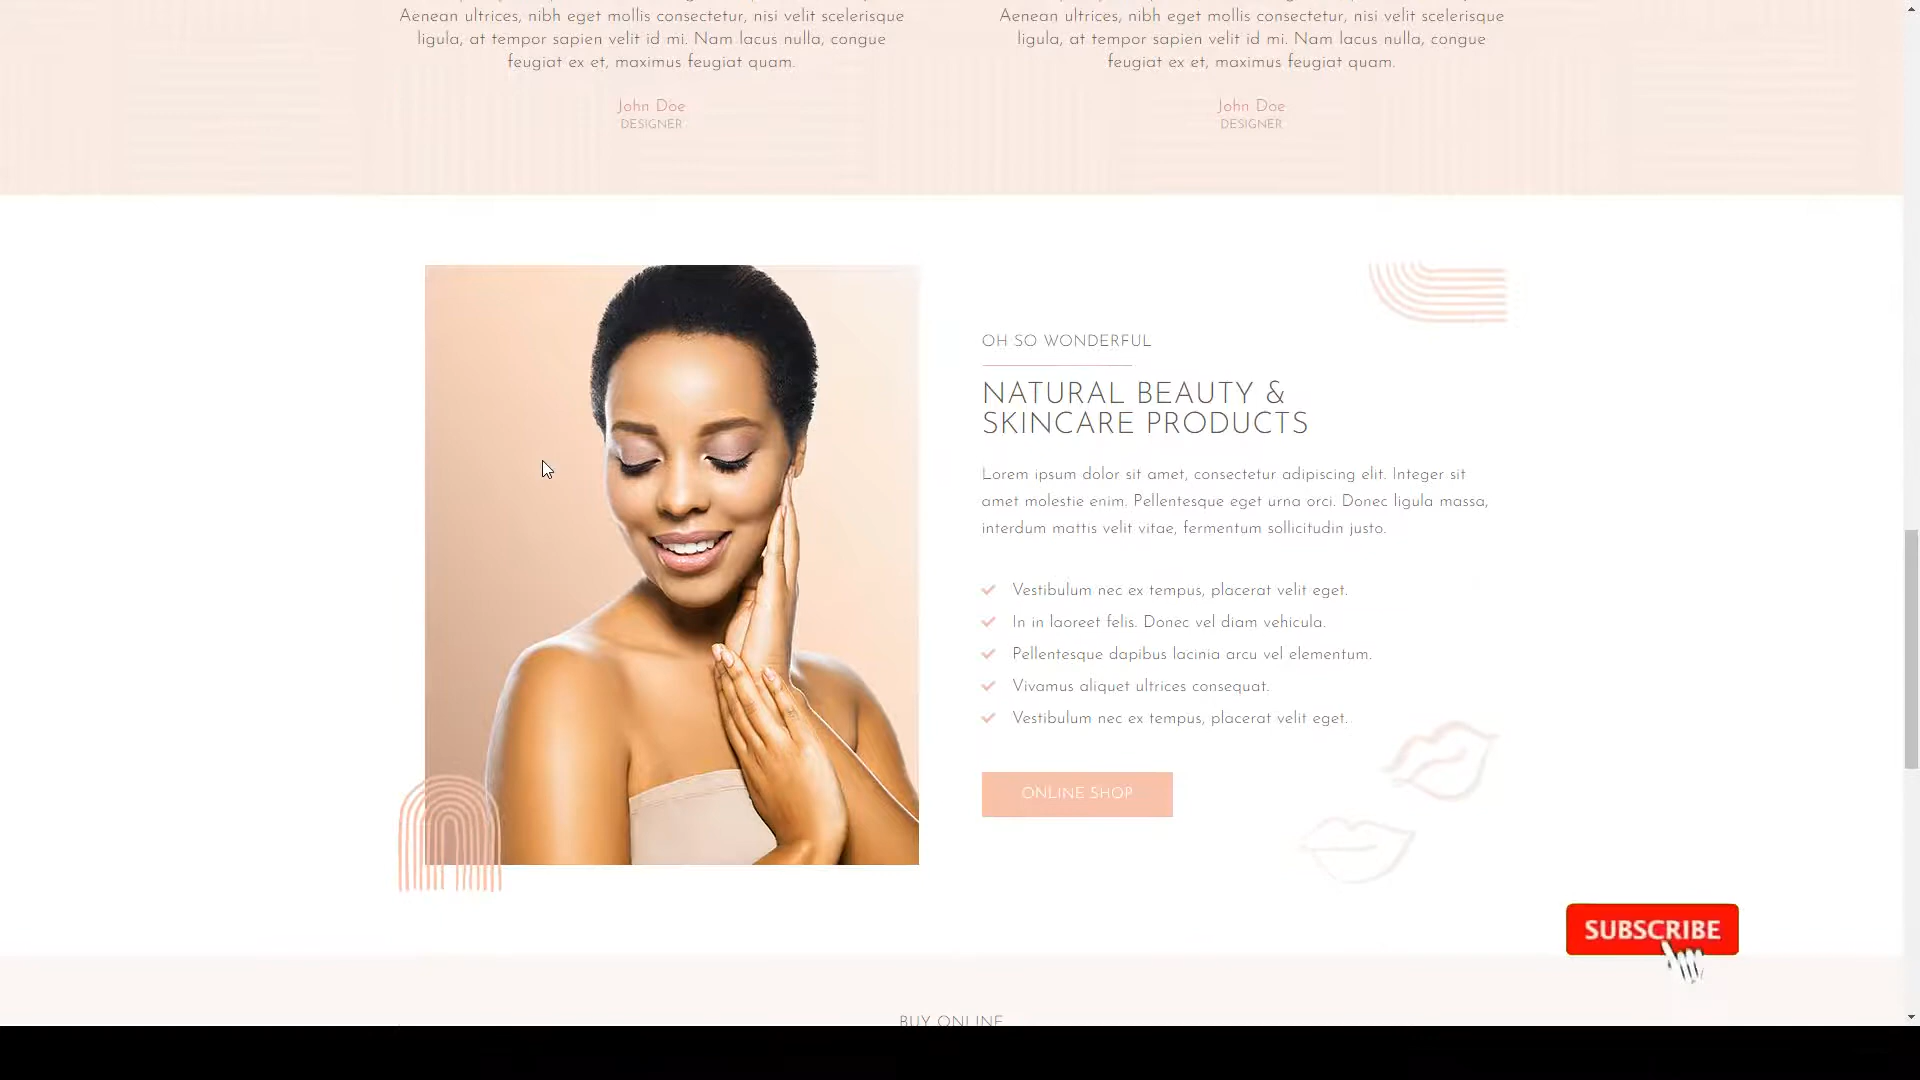 Aenean ultrices, nibh eget mollis consectetur, nisi velit scelerisque
ligula, at tempor sapien velit id mi. Nam lacus nulla, congue
feugiat ex et, maximus feugiat quam.
John Doe
DESIGNER
Aenean ultrices, nibh eget mollis consectetur, nisi velit scelerisque
ligula, at tempor sapien velit id mi. Nam lacus nulla, congue
feugiat ex et, maximus feugiat quam.
John Doe
DESIGNER
OH SO WONDERFUL
NATURAL BEAUTY &
SKINCARE PRODUCTS
Lorem ipsum dolor sit amet, consectetur adipiscing elit. Integer sit
amet molestie enim. Pellentesque eget urna orci. Donec ligula massa,
interdum mattis velit vitae, fermentum sollicitudin justo.
Vestibulum nec ex tempus, placerat velit eget.
In in laoreet felis. Donec vel diam vehicula.
Pellentesque dapibus lacinia arcu vel elementum.
Vivamus aliquet ultrices consequat.
Vestibulum nec ex tempus, placerat velit eget.
ONLINE SHOP
SUBSCRIBE
BUY ONLINE